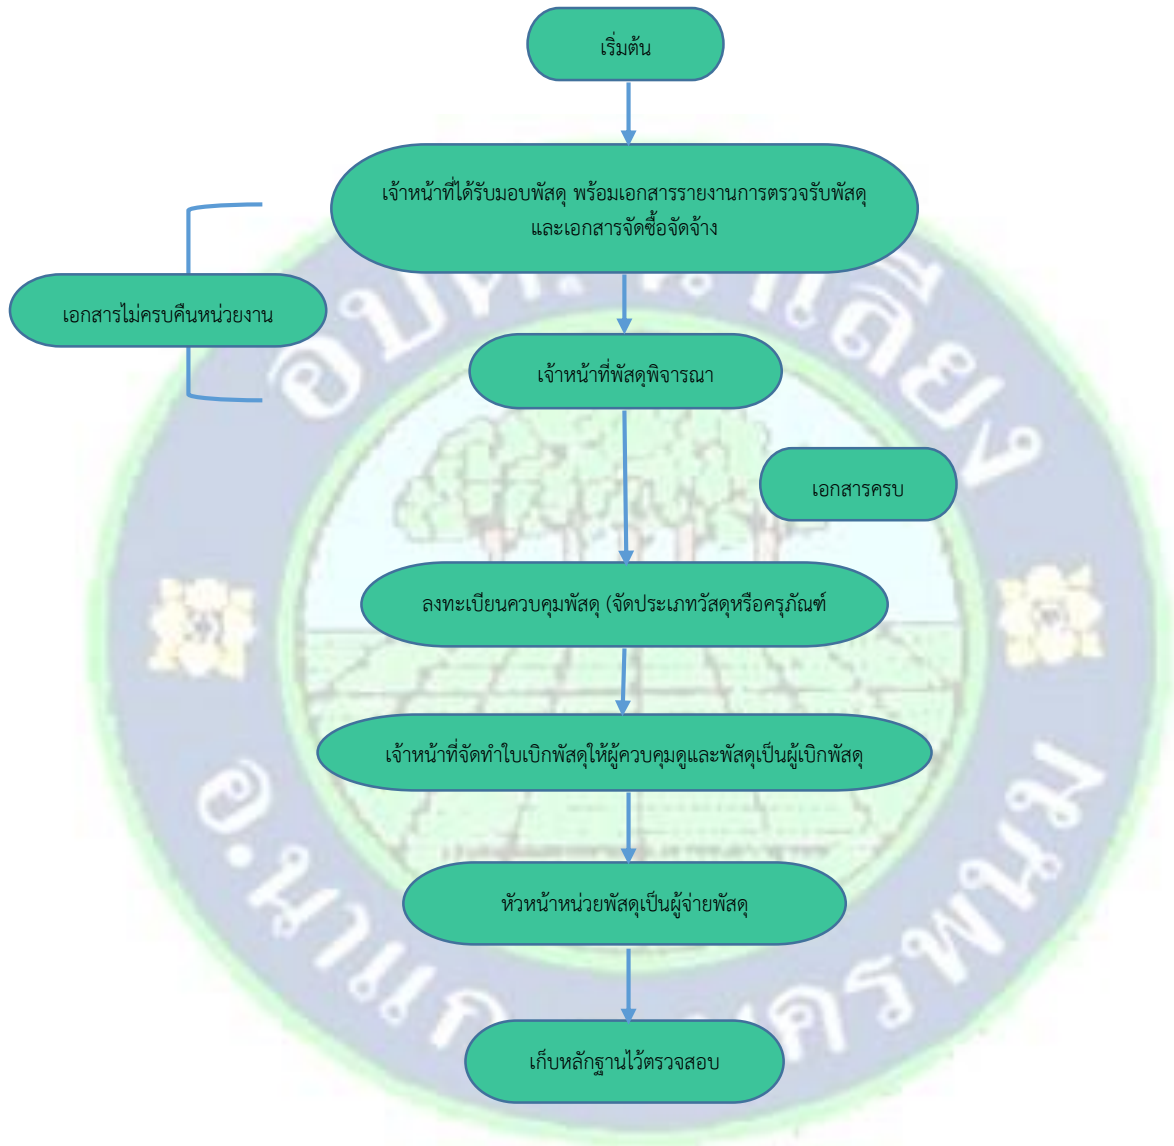 เริ่มต้น
เจ้าหน้าที่ได้รับมอบพัสดุ พร้อมเอกสารรายงานการตรวจรับพัสดุ
และเอกสารจัดซื้อจัดจ้าง
เอกสารไม่ครบคืนหน่วยงาน
เจ้าหน้าที่พัสดุพิจารณา
เอกสารครบ
ลงทะเบียนควบคุมพัสดุ (จัดประเภทวัสดุหรือครุภัณฑ์
เจ้าหน้าที่จัดทำใบเบิกพัสดุให้ผู้ควบคุมดูและพัสดุเป็นผู้เบิกพัสดุ
หัวหน้าหน่วยพัสดุเป็นผู้จ่ายพัสดุ
เก็บหลักฐานไว้ตรวจสอบ